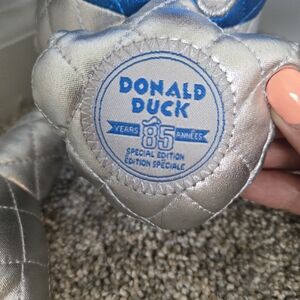 DONALD
DUCK
YEARS 85 ANNÉES
SPECIAL EDITION
ÉDITION SPÉCIALE